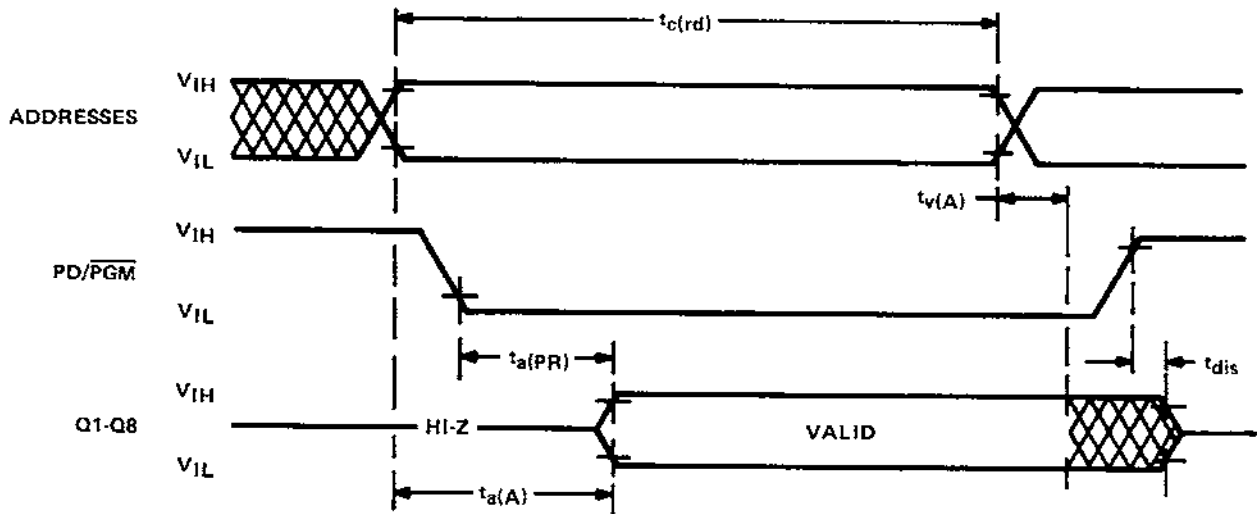 tc(rd)
VIH
ADDRESSES
VIL
tv(A)
VIH
PD/PGM
VIL
ta(PR)
tdis
VIH
Q1-Q8
HI-Z
VALID
VIL
ta(A)